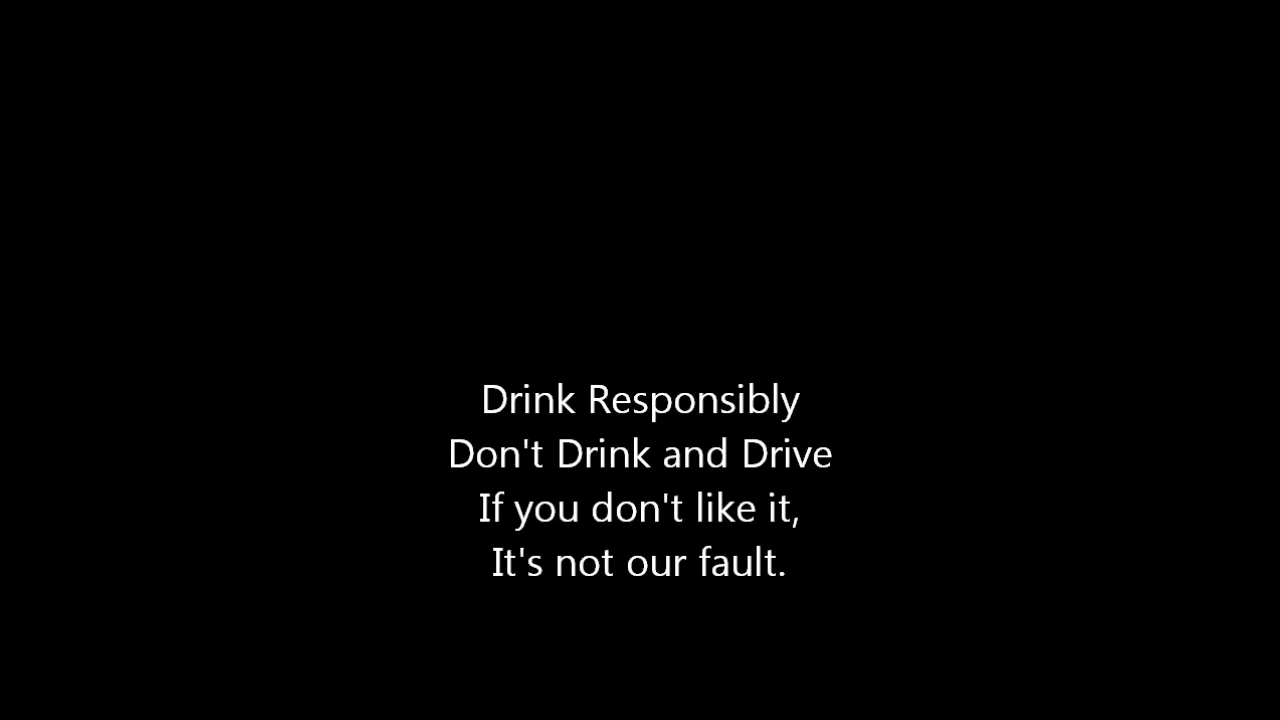 Drink Responsibly
Don't Drink and Drive
If you don't like it,
It's not our fault.